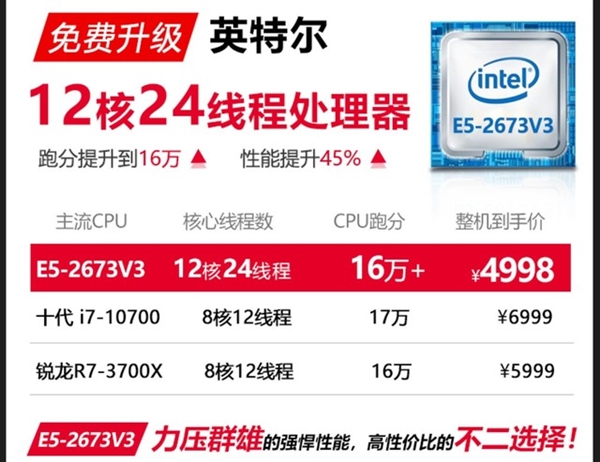 免费升级 英特尔
12核24线程处理器
跑分提升到16万 ▲ 性能提升45% ▲
intel
E5-2673V3
主流CPU 核心线程数 CPU跑分 整机到手价
E5-2673V3 12核24线程 16万+ ¥4998
十代 i7-10700 8核12线程 17万 ¥6999
锐龙R7-3700X 8核12线程 16万 ¥5999
E5-2673V3 力压群雄的强悍性能，高性价比的不二选择！